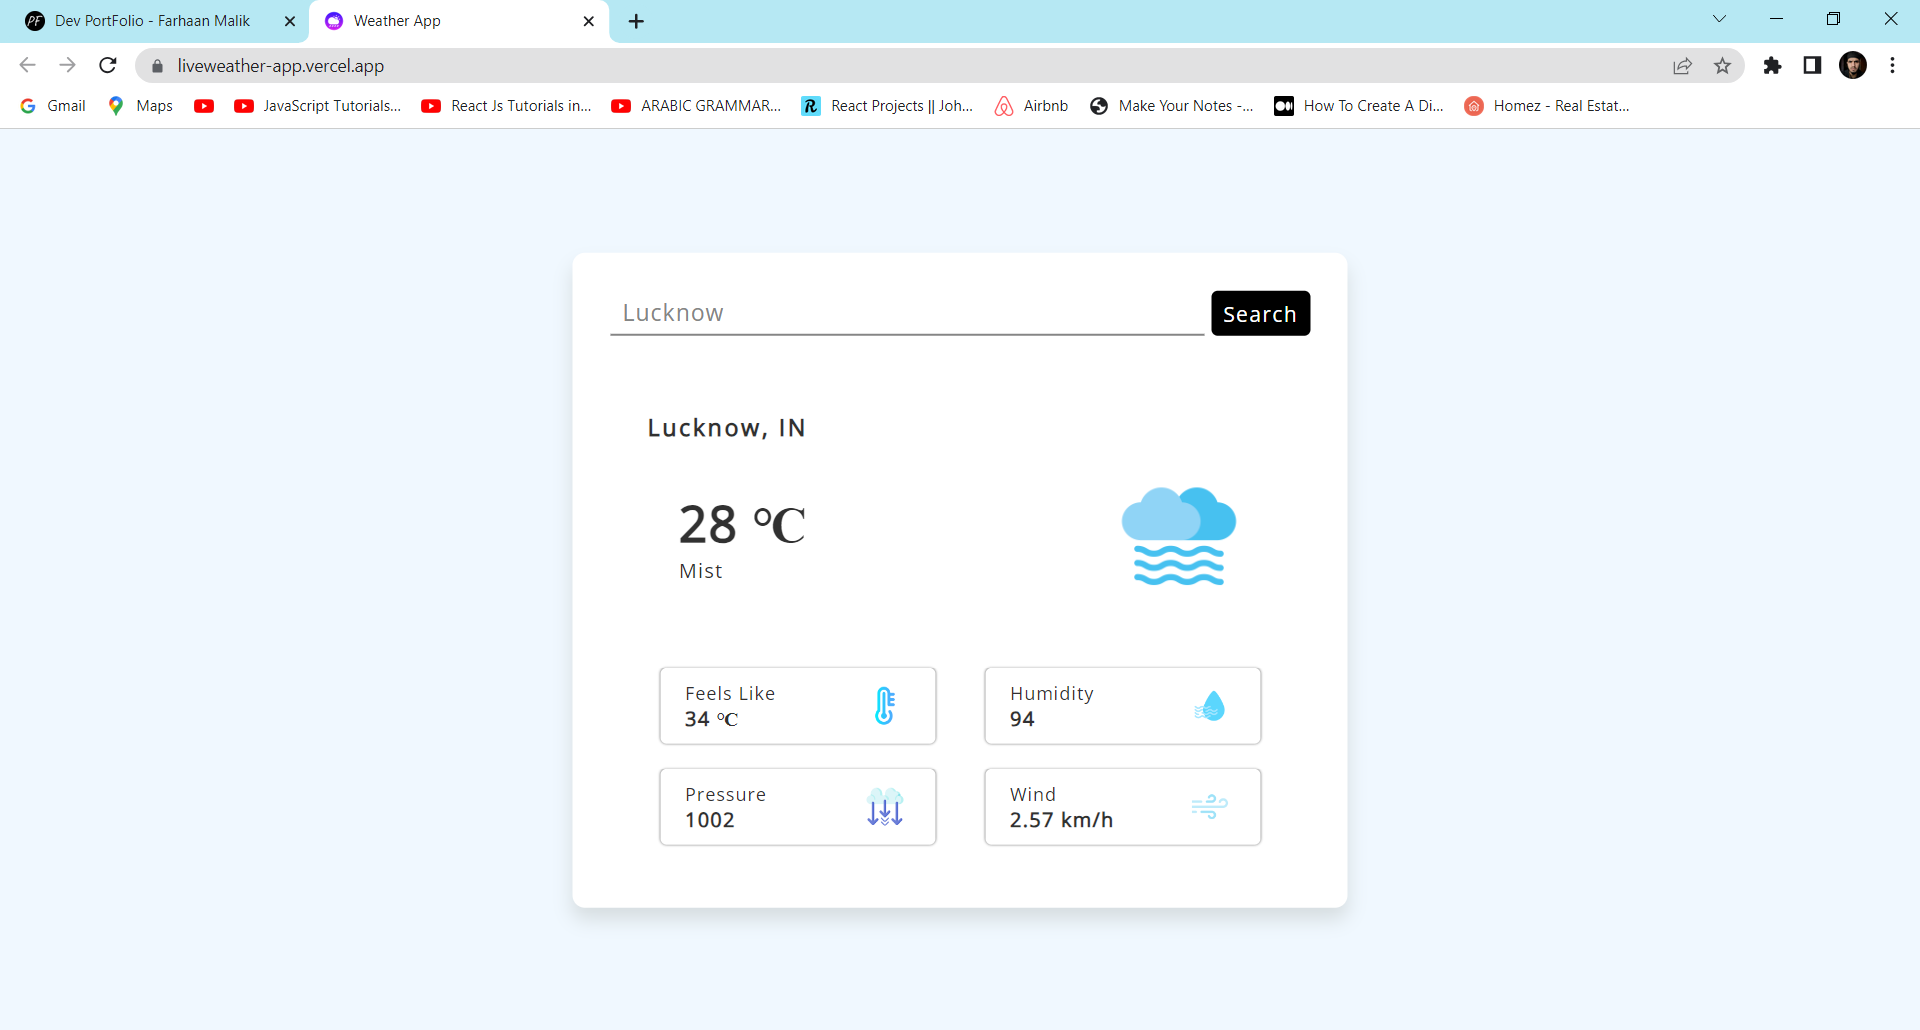 PF Dev PortFolio - Farhaan Malik
Weather App
liveweather-app.vercel.app
Gmail
Maps
JavaScript Tutorials...
React Js Tutorials in...
ARABIC GRAMMAR...
React Projects || Joh...
Airbnb
Make Your Notes -...
How To Create A Di...
Homez - Real Estat...
Lucknow
Search
Lucknow, IN
28 °C
Mist
Feels Like
34 °C
Humidity
94
Pressure
1002
Wind
2.57 km/h